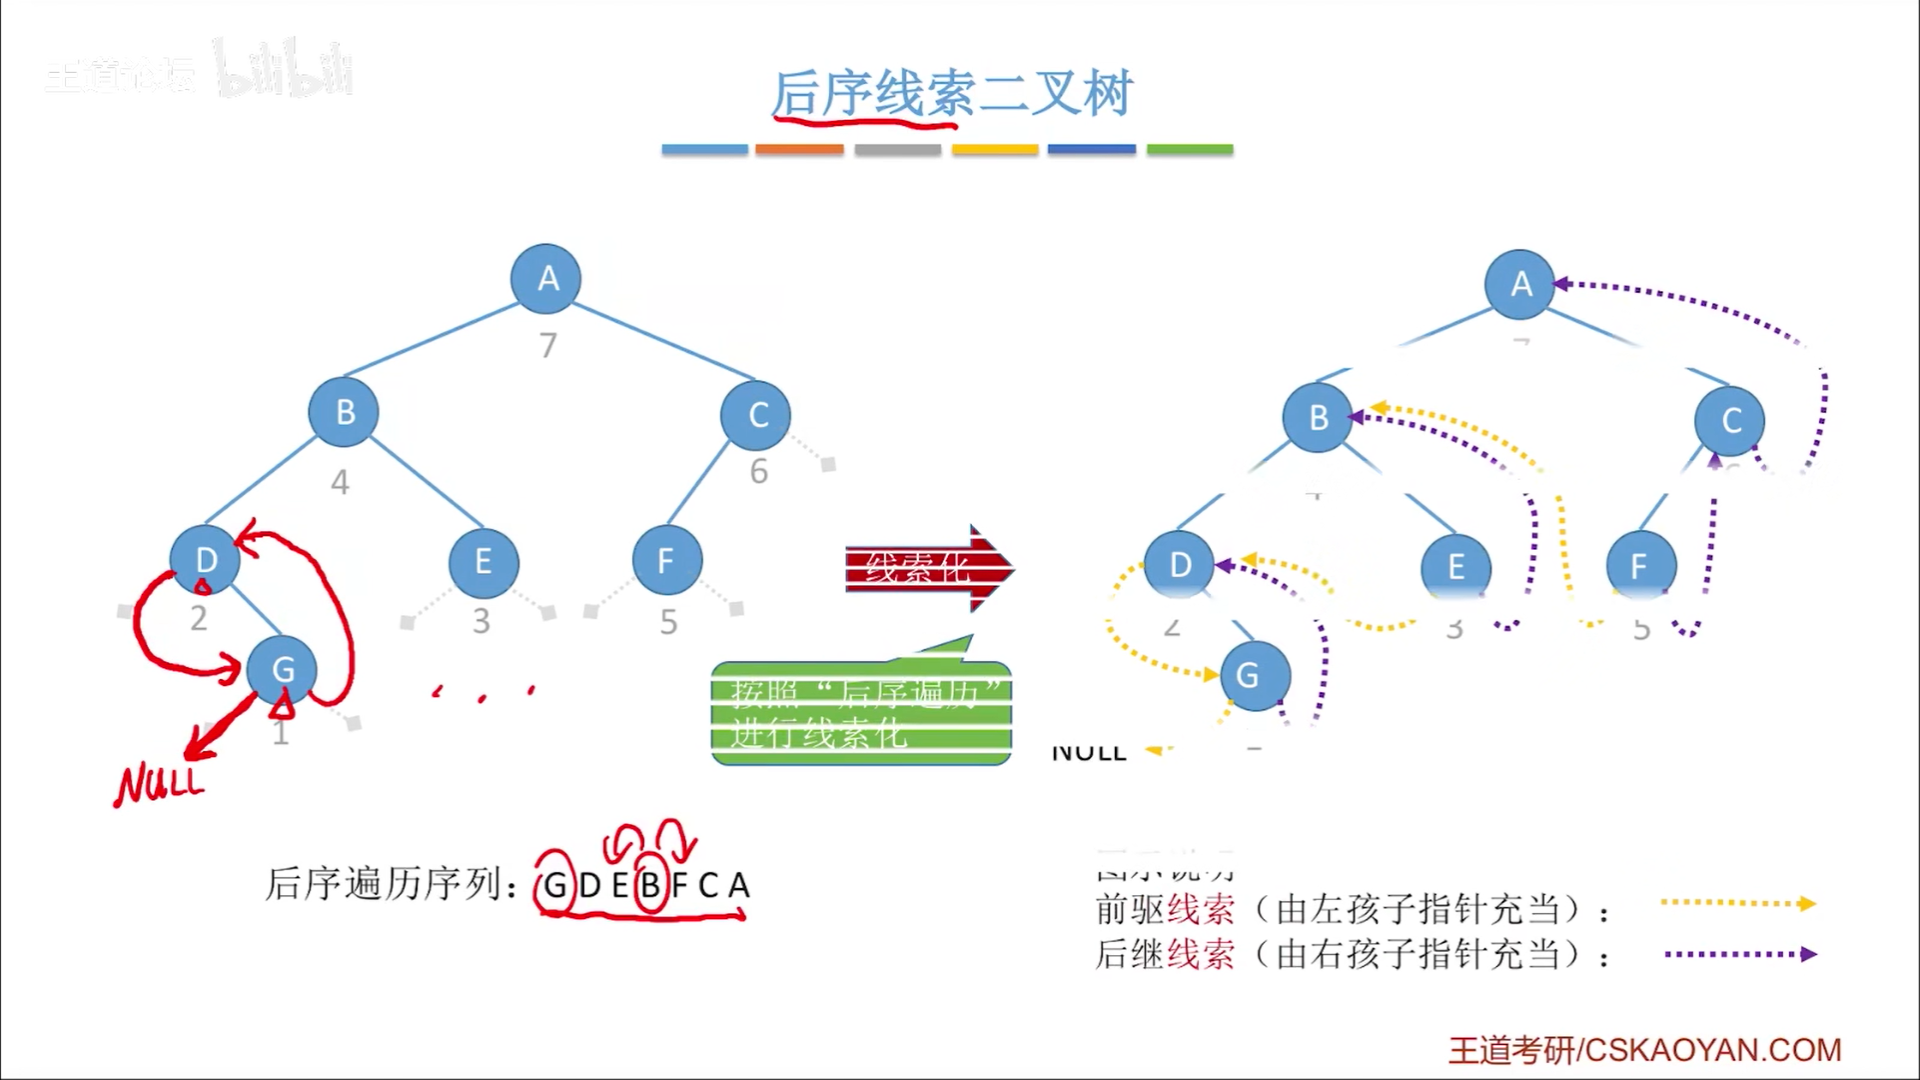 王道论坛 bilibili
后序线索二叉树
A
7
B
4
C
6
D
2
E
3
F
5
G
1
NULL
线索化
按照“后序遍历”
进行线索化
A
B
C
D
2
E
3
F
5
G
NULL
后序遍历序列：G D E B F C A
图示说明
前驱线索（由左孩子指针充当）：
后继线索（由右孩子指针充当）：
王道考研/CSKAOYAN.COM